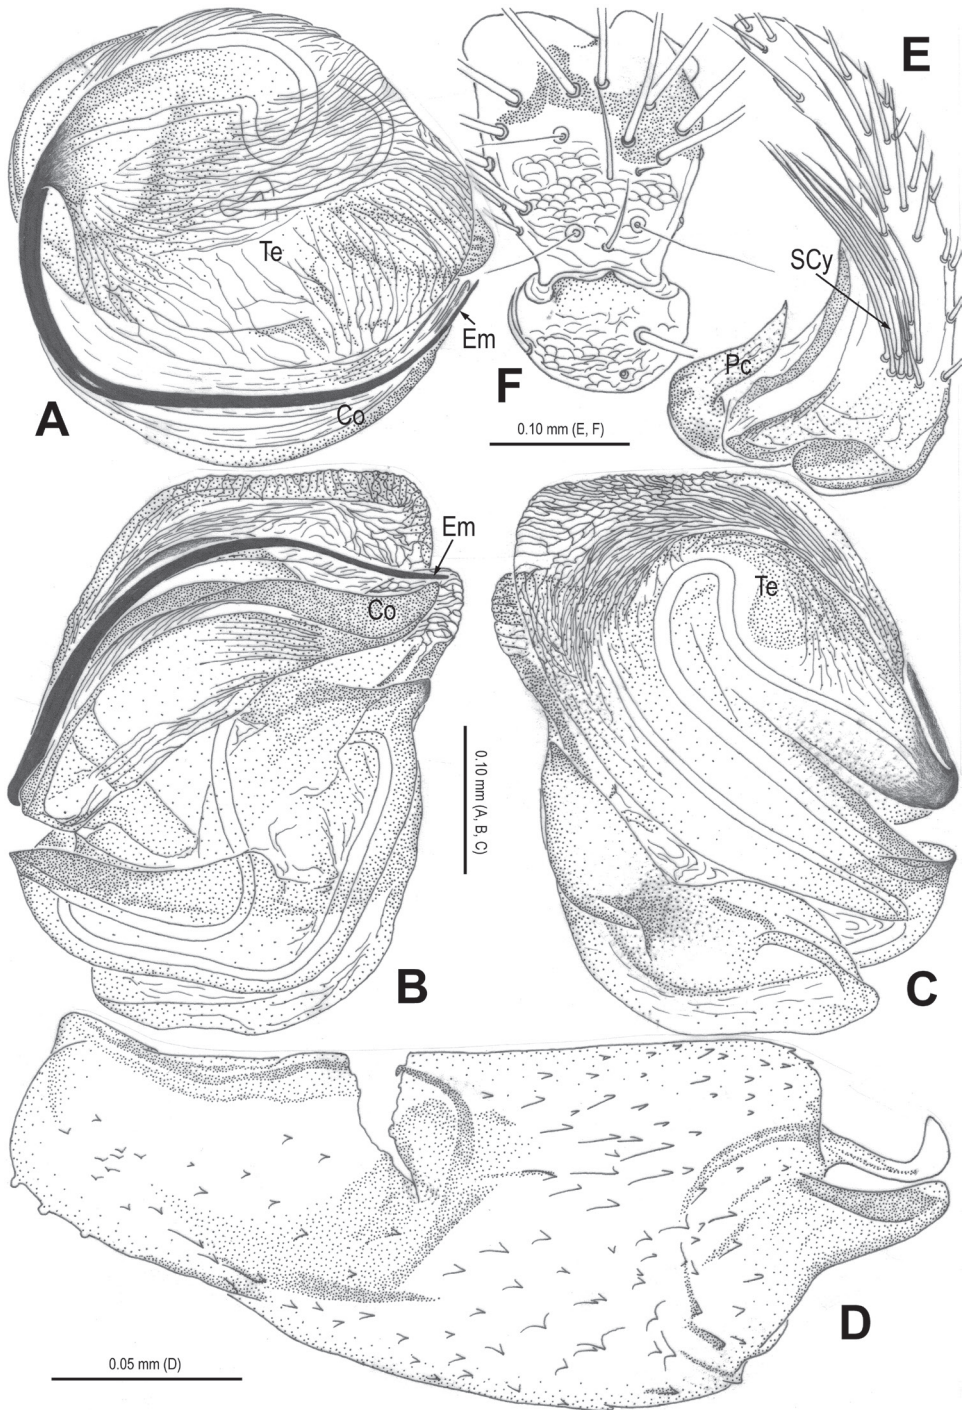 E
SCy
Te
Em
Pc
F
A
Co
0.10 mm (E, F)
Em
Co
Te
0.10 mm (A, B, C)
B
C
D
0.05 mm (D)